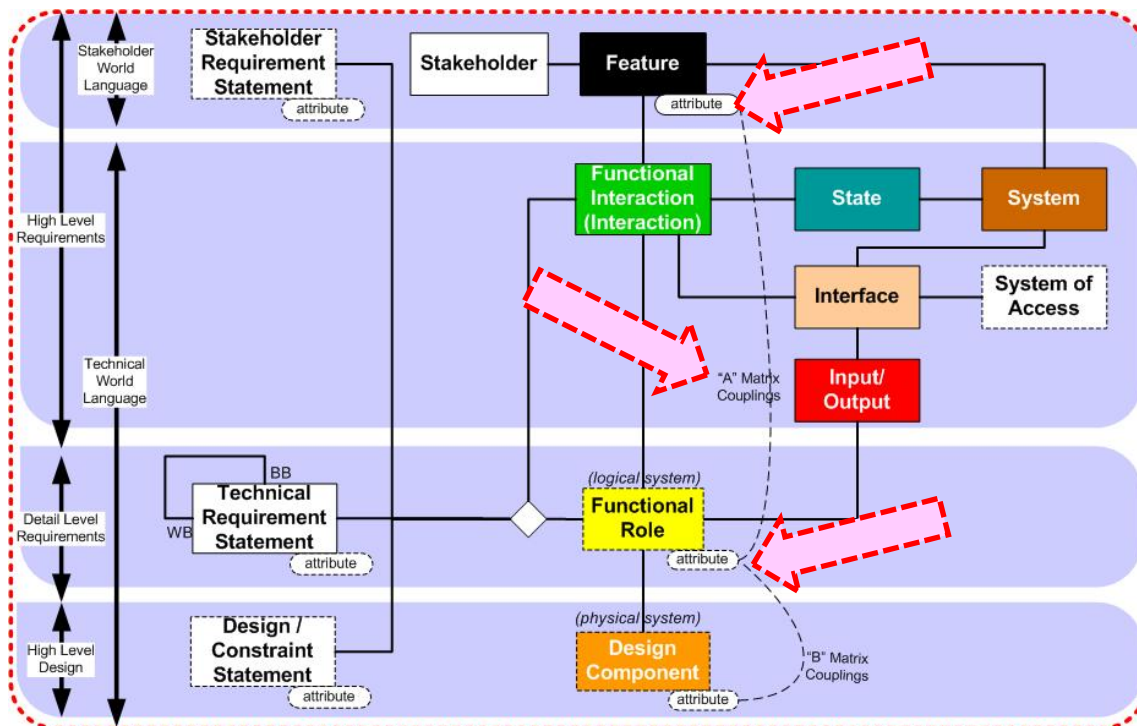 Stakeholder
World
Language
Stakeholder
Requirement
Statement
attribute
Stakeholder
Feature
attribute
High Level
Requirements
Technical
World
Language
Functional
Interaction
(Interaction)
State
System
Interface
System of
Access
"A" Matrix
Couplings
Input/
Output
Detail Level
Requirements
BB
WB
Technical
Requirement
Statement
attribute
(logical system)
Functional
Role
attribute
High Level
Design
Design /
Constraint
Statement
attribute
(physical system)
Design
Component
attribute
"B" Matrix
Couplings